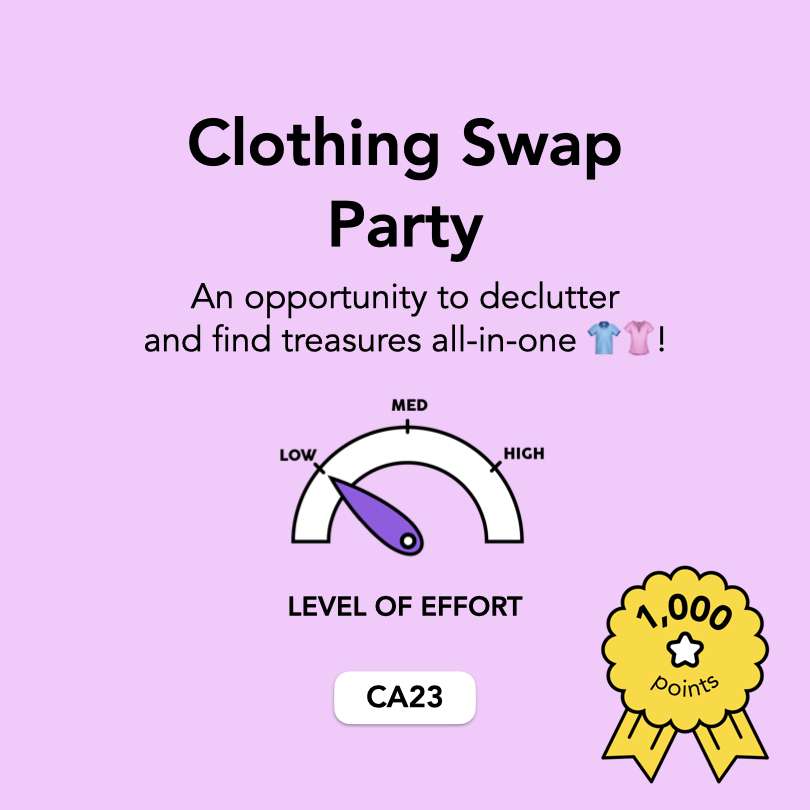 Clothing Swap
Party
An opportunity to declutter
and find treasures all-in-one 👕👚!
MED
LOW
HIGH
LEVEL OF EFFORT
1,000
points
CA23